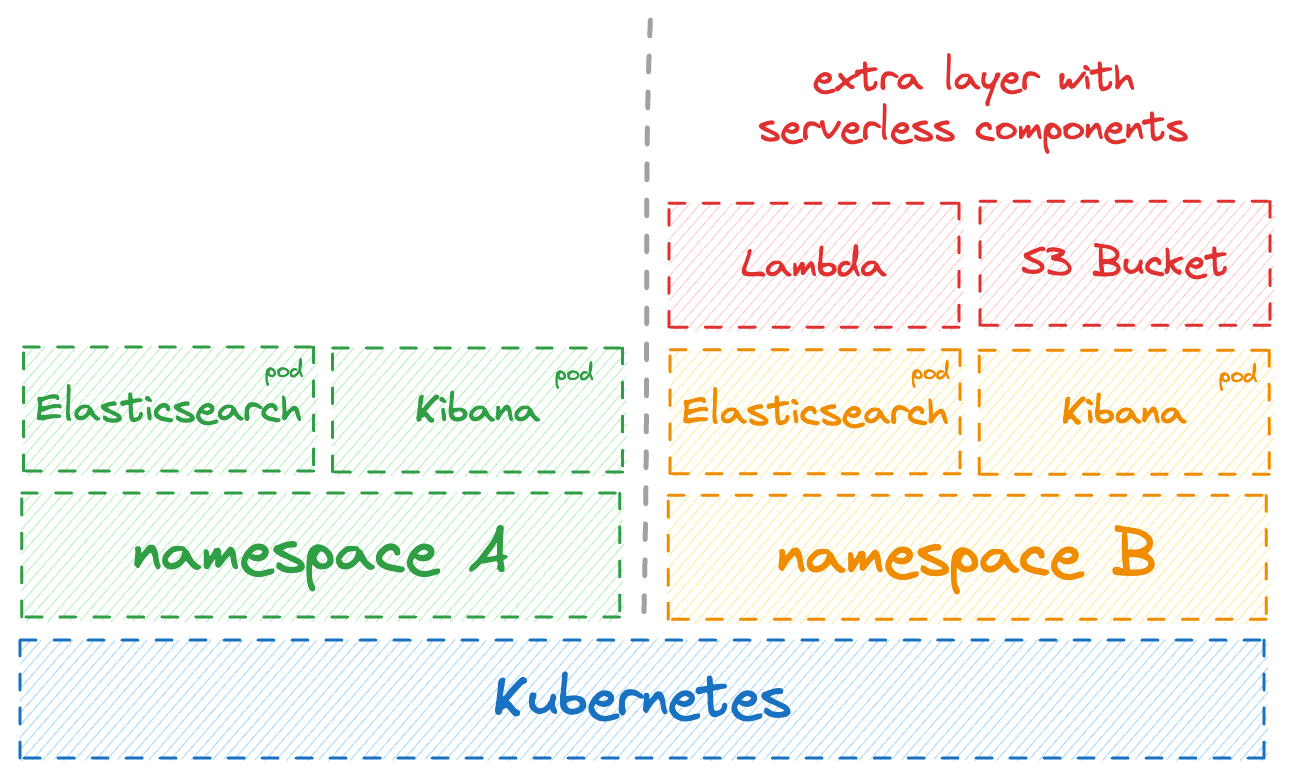 extra layer with
serverless components
Lambda
S3 Bucket
pod
Elasticsearch
pod
Kibana
pod
Elasticsearch
pod
Kibana
namespace A
namespace B
Kubernetes